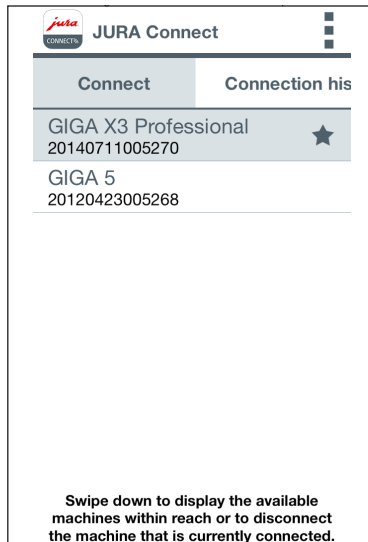 jura
CONNECT%
JURA Connect
Connect
Connection his
GIGA X3 Professional
20140711005270
GIGA 5
20120423005268
Swipe down to display the available
machines within reach or to disconnect
the machine that is currently connected.